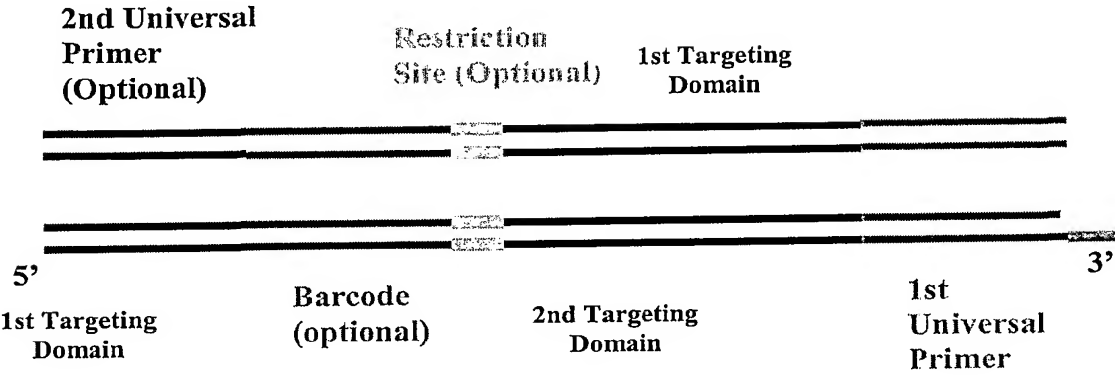 2nd Universal
Primer
(Optional)
Restriction
Site (Optional)
1st Targeting
Domain
5’
3’
1st Targeting
Domain
Barcode
(optional)
2nd Targeting
Domain
1st
Universal
Primer